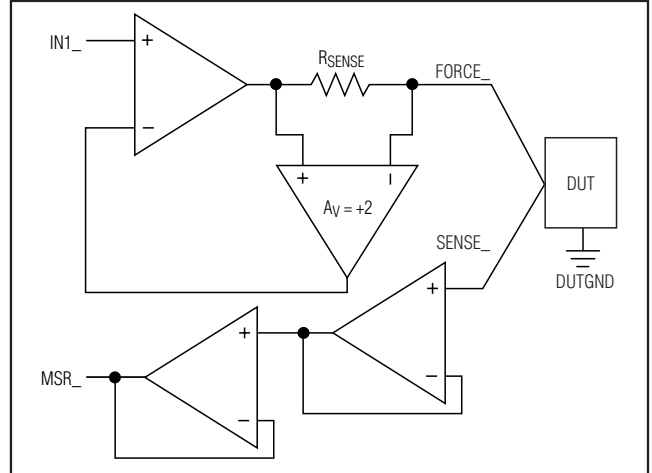 IN1_
+
−
RSENSE
FORCE_
+
−
AV = +2
DUT
DUTGND
SENSE_
+
−
+
−
MSR_